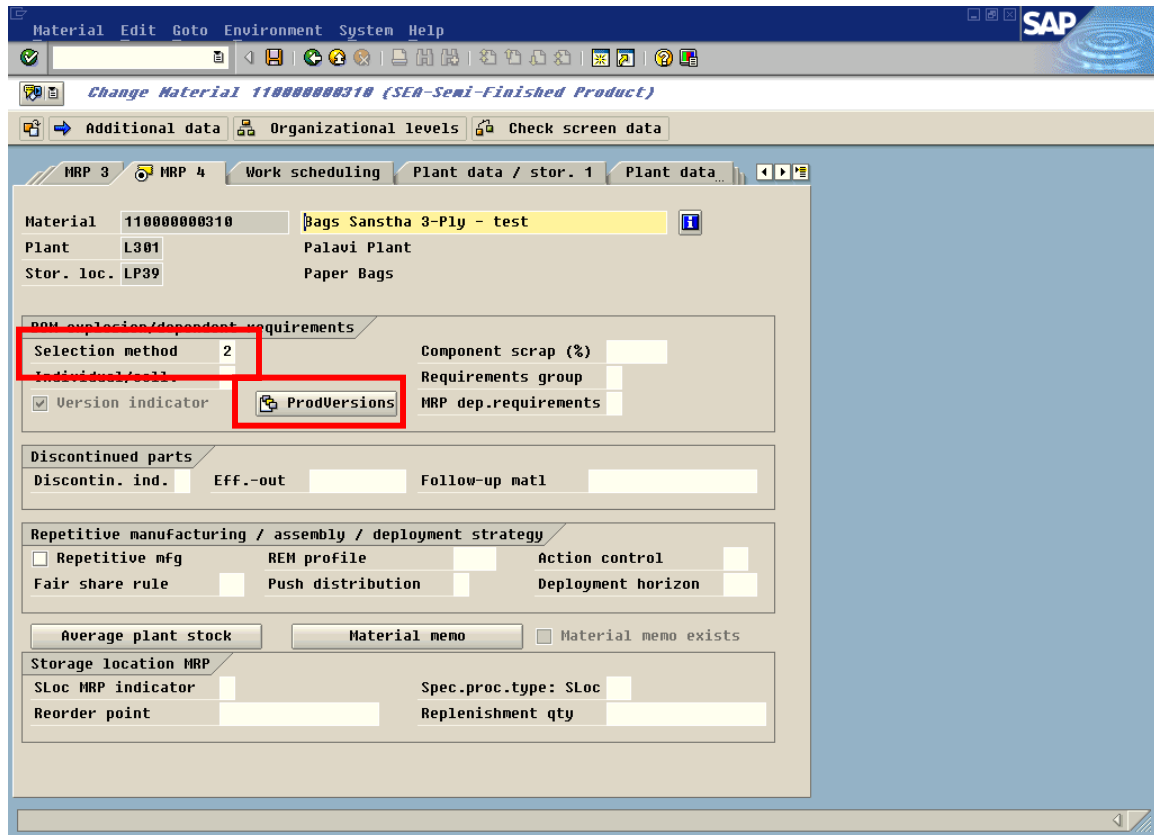 Material Edit Goto Environment System Help
SAP
Change Material 110000000310 (SEA-Semi-Finished Product)
Additional data Organizational levels Check screen data
MRP 3 MRP 4 Work scheduling Plant data / stor. 1 Plant data
Material 110000000310 Bags Sanstha 3-Ply - test
Plant L301 Palavi Plant
Stor. loc. LP39 Paper Bags
BOM explosion/dependent requirements
Selection method 2 Component scrap (%)
Individual/coll. Requirements group
Version indicator ProdVersions MRP dep.requirements
Discontinued parts
Discontin. ind. Eff.-out Follow-up matl
Repetitive manufacturing / assembly / deployment strategy
Repetitive mfg REM profile Action control
Fair share rule Push distribution Deployment horizon
Average plant stock Material memo Material memo exists
Storage location MRP
SLoc MRP indicator Spec.proc.type: SLoc
Reorder point Replenishment qty